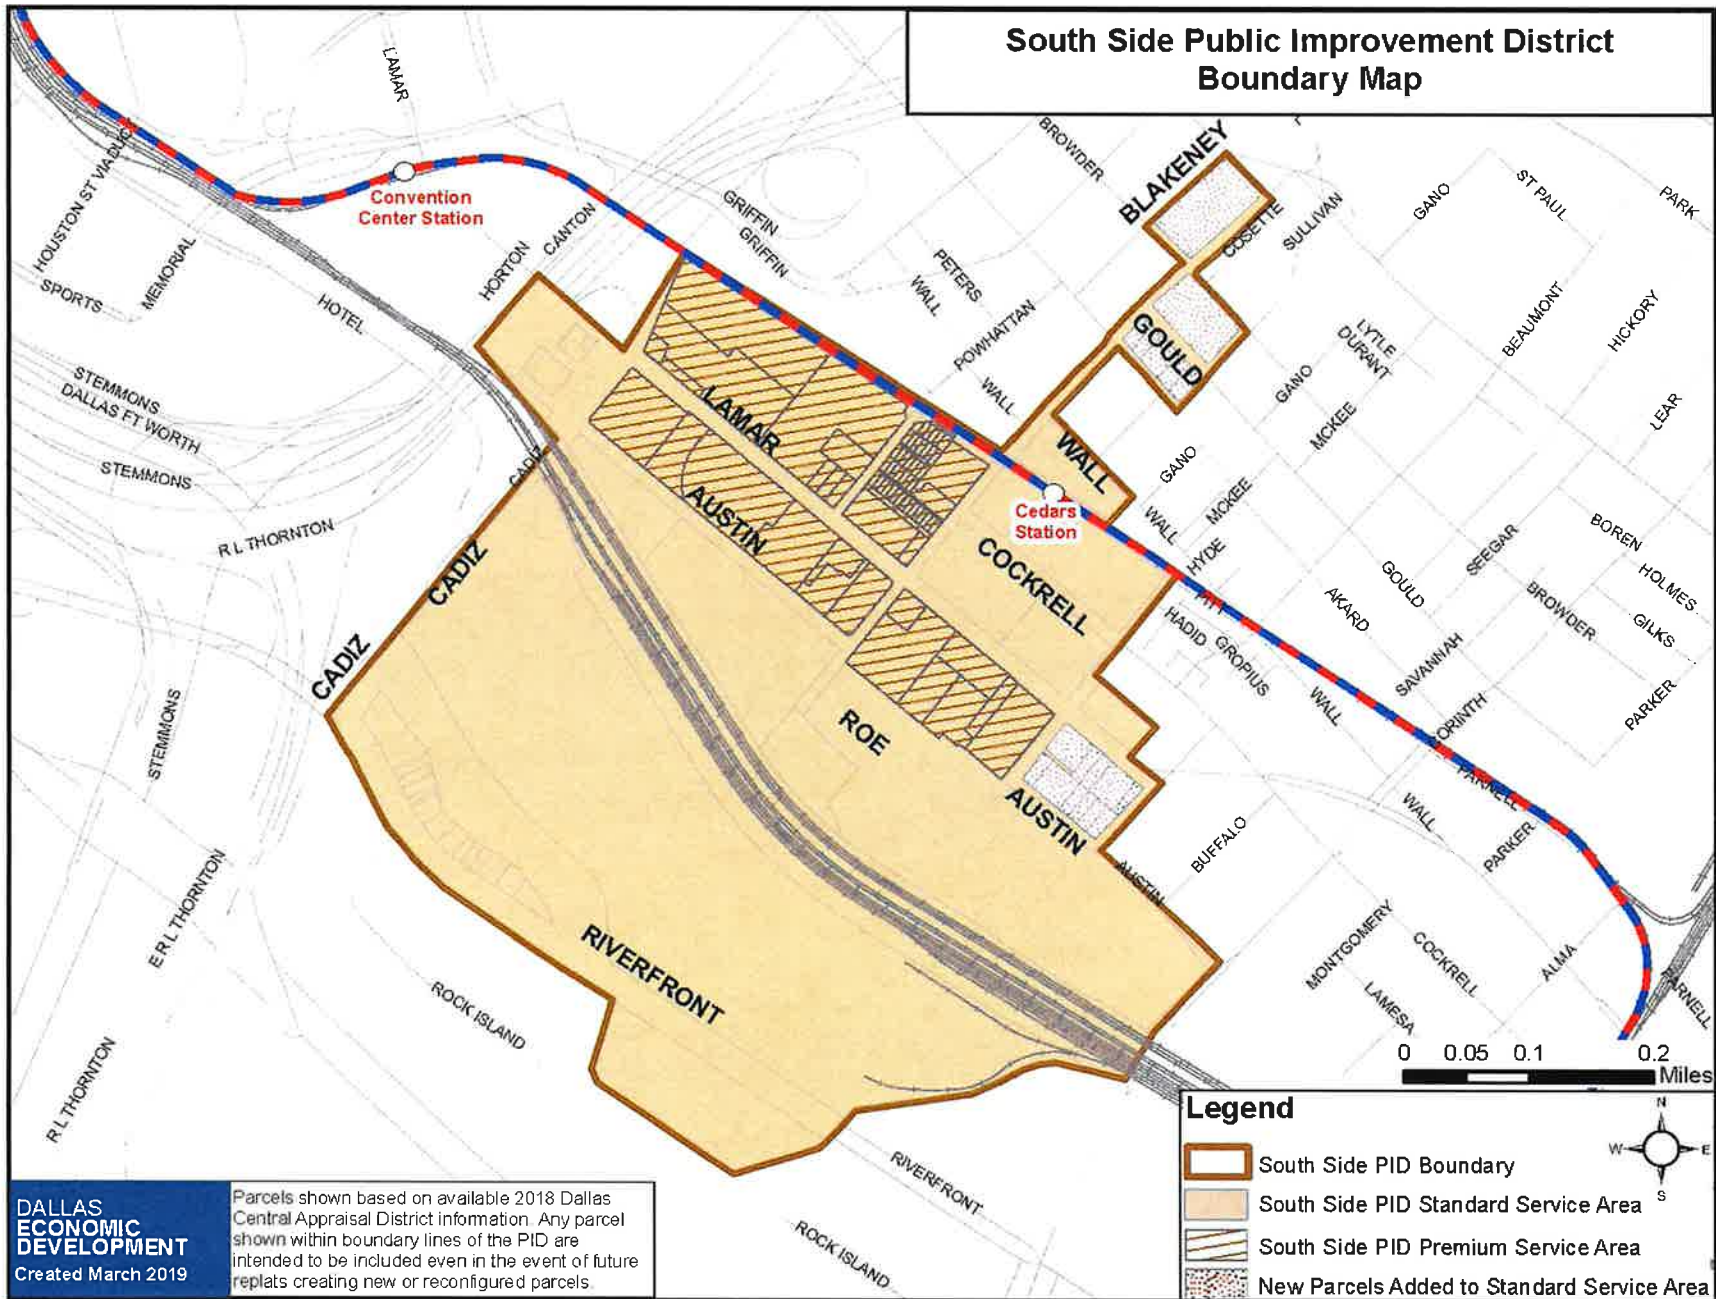 South Side Public Improvement District
Boundary Map
LAMAR
HOUSTON ST VIADUCT
Convention
Center Station
SPORTS
MEMORIAL
HOTEL
HORTON
CANTON
GRIFFIN
GRIFFIN
BROWDER
BLAKENEY
COSETTE
SULLIVAN
GANO
ST PAUL
PARK
PETERS
WALL
POWHATTAN
WALL
GOULD
LYTLE
DURANT
BEAUMONT
HICKORY
GANO
MCKEE
LEAR
STEMMONS
DALLAS FT WORTH
STEMMONS
R L THORNTON
CADIZ
CADIZ
CADIZ
LAMAR
AUSTIN
WALL
Cedars
Station
COCKRELL
GANO
MCKEE
WALL
HYDE
PITT
HADID
GROPIUS
WALL
AKARD
GOULD
SEEGAR
BOREN
HOLMES
BROWDER
GILKS
SAVANNAH
CORINTH
PARKER
PARNELL
WALL
PARKER
STEMMONS
ROE
AUSTIN
AUSTIN
BUFFALO
E R L THORNTON
RIVERFRONT
ROCK ISLAND
MONTGOMERY
COCKRELL
LAMESA
ALMA
PARNELL
R L THORNTON
RIVERFRONT
ROCK ISLAND
0 0.05 0.1 0.2
Miles
Legend
N
W E
S
South Side PID Boundary
South Side PID Standard Service Area
South Side PID Premium Service Area
New Parcels Added to Standard Service Area
DALLAS
ECONOMIC
DEVELOPMENT
Created March 2019
Parcels shown based on available 2018 Dallas
Central Appraisal District information. Any parcel
shown within boundary lines of the PID are
intended to be included even in the event of future
replats creating new or reconfigured parcels.